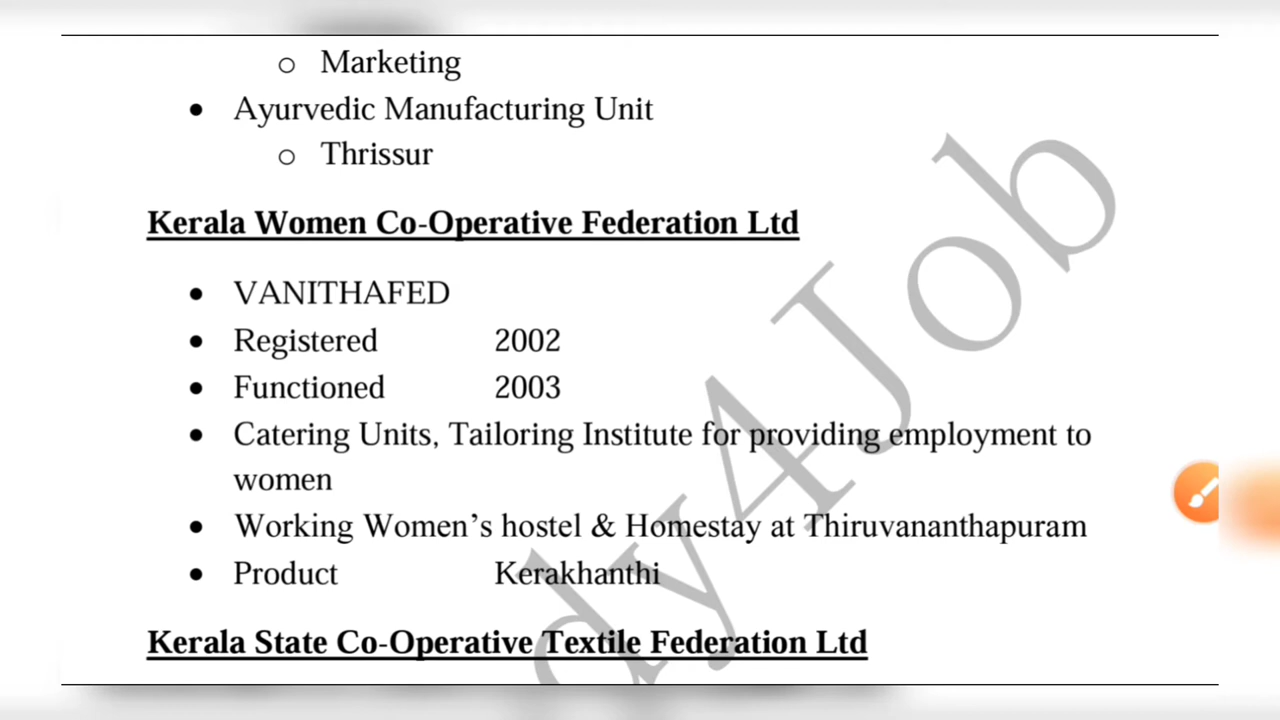 ○ Marketing
• Ayurvedic Manufacturing Unit
○ Thrissur
Kerala Women Co-Operative Federation Ltd
• VANITHAFED
• Registered 2002
• Functioned 2003
• Catering Units, Tailoring Institute for providing employment to
women
• Working Women's hostel & Homestay at Thiruvananthapuram
• Product Kerakhanthi
Kerala State Co-Operative Textile Federation Ltd
dy4Job